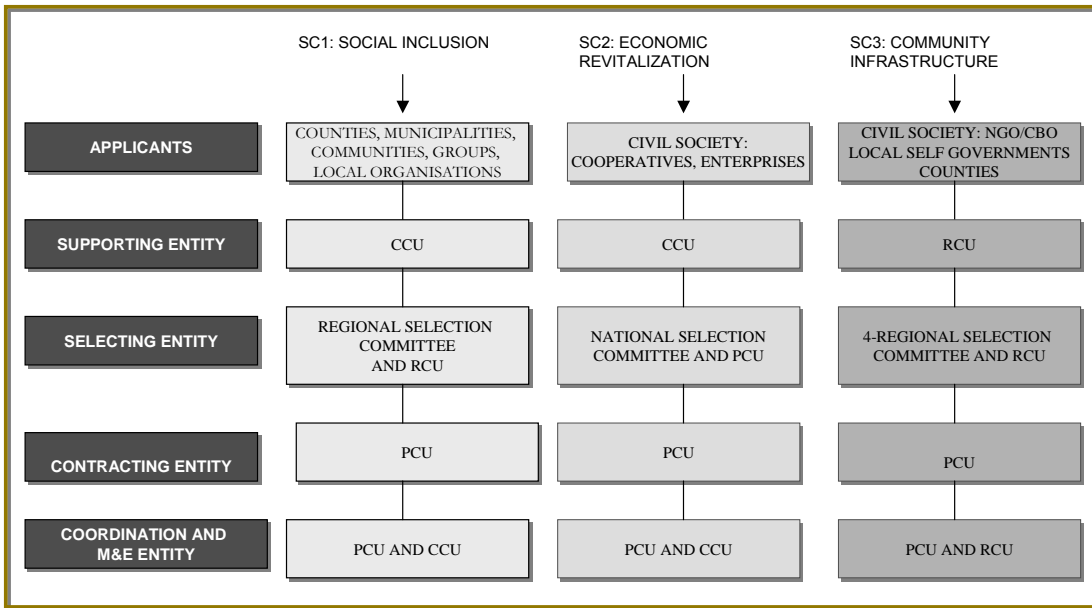 SC1: SOCIAL INCLUSION
SC2: ECONOMIC
REVITALIZATION
SC3: COMMUNITY
INFRASTRUCTURE
APPLICANTS
COUNTIES, MUNICIPALITIES,
COMMUNITIES, GROUPS,
LOCAL ORGANISATIONS
CIVIL SOCIETY:
COOPERATIVES, ENTERPRISES
CIVIL SOCIETY: NGO/CBO
LOCAL SELF GOVERNMENTS
COUNTIES
SUPPORTING ENTITY
CCU
CCU
RCU
SELECTING ENTITY
REGIONAL SELECTION
COMMITTEE
AND RCU
NATIONAL SELECTION
COMMITTEE AND PCU
4-REGIONAL SELECTION
COMMITTEE AND RCU
CONTRACTING ENTITY
PCU
PCU
PCU
COORDINATION AND
M&E ENTITY
PCU AND CCU
PCU AND CCU
PCU AND RCU